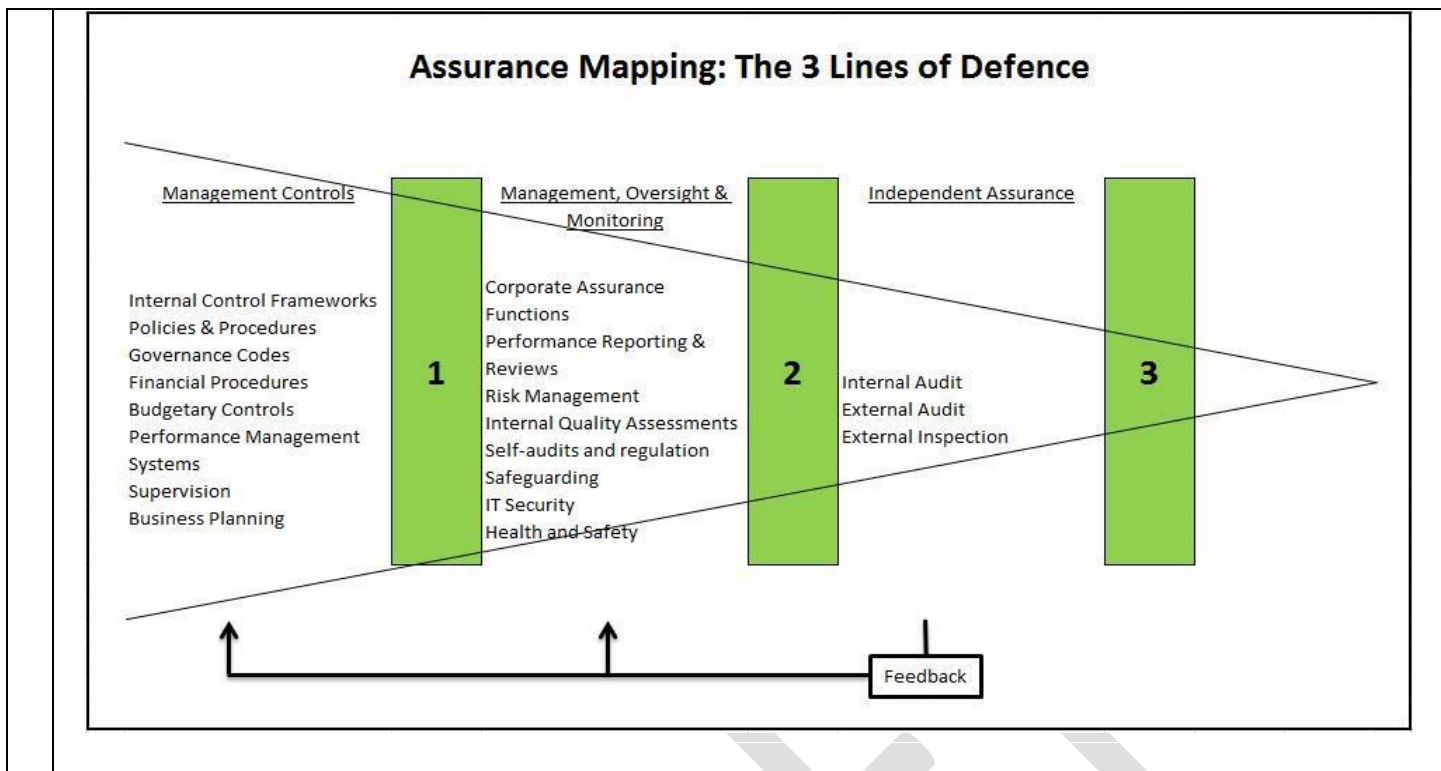 Assurance Mapping: The 3 Lines of Defence
Management Controls
Internal Control Frameworks
Policies & Procedures
Governance Codes
Financial Procedures
Budgetary Controls
Performance Management
Systems
Supervision
Business Planning
1
Management, Oversight &
Monitoring
Corporate Assurance
Functions
Performance Reporting &
Reviews
Risk Management
Internal Quality Assessments
Self-audits and regulation
Safeguarding
IT Security
Health and Safety
2
Independent Assurance
Internal Audit
External Audit
External Inspection
3
Feedback